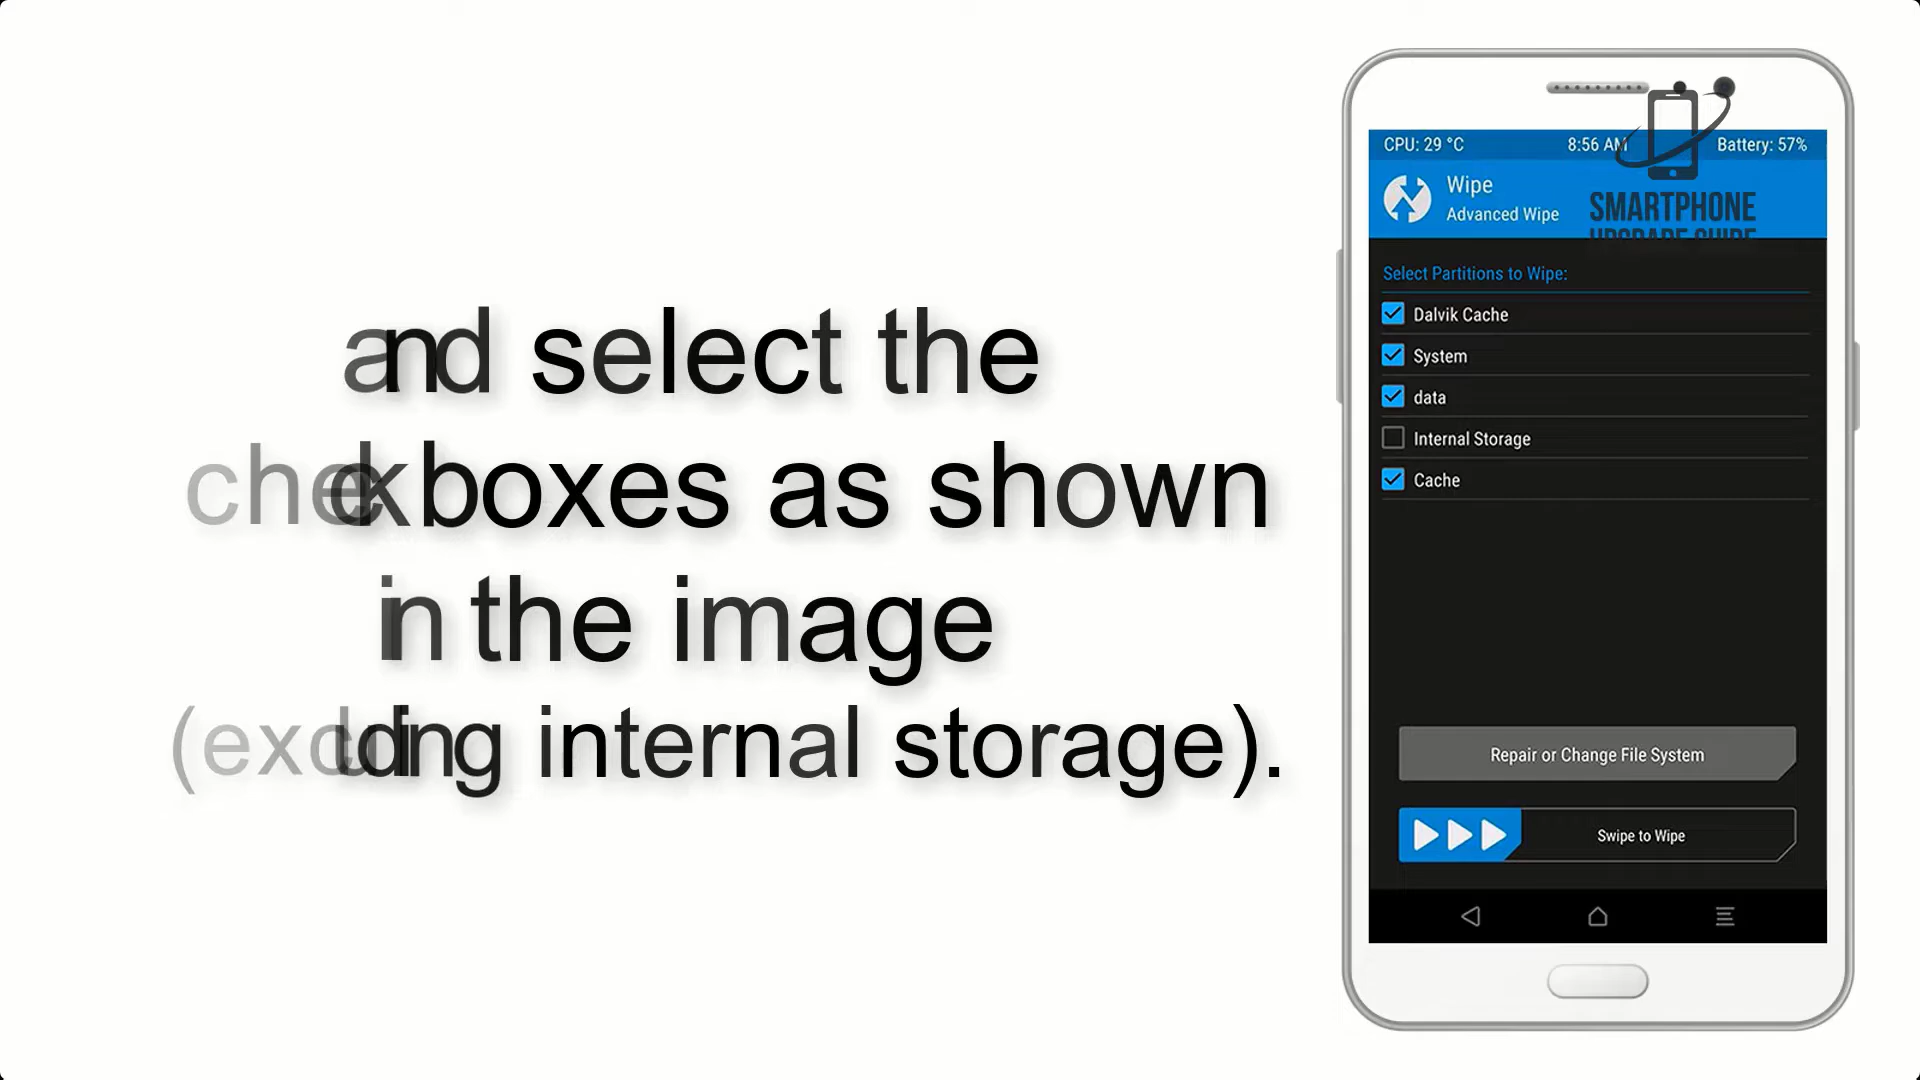 and select the
checkboxes as shown
in the image
(excluding internal storage).
CPU: 29 °C 8:56 AM Battery: 57%
Wipe
Advanced Wipe
SMARTPHONE
UPGRADE GUIDE
Select Partitions to Wipe:
Dalvik Cache
System
data
Internal Storage
Cache
Repair or Change File System
Swipe to Wipe